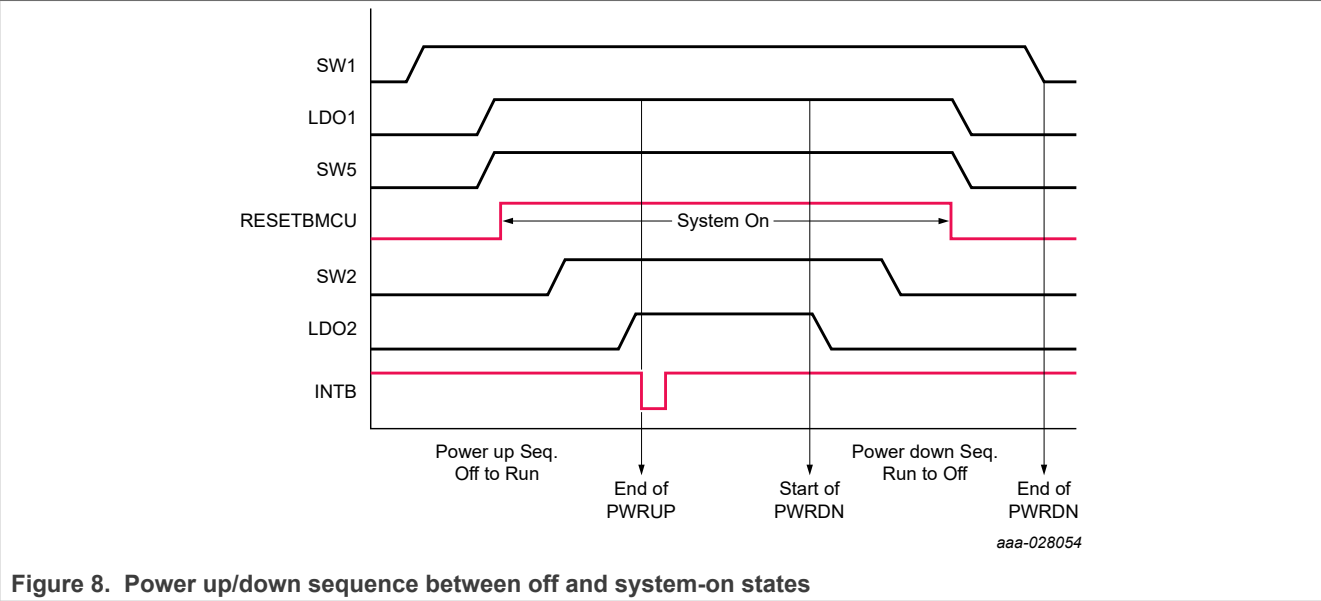 SW1
LDO1
SW5
RESETBMCU
System On
SW2
LDO2
INTB
Power up Seq.
Off to Run
Power down Seq.
Run to Off
End of
PWRUP
Start of
PWRDN
End of
PWRDN
aaa-028054
Figure 8. Power up/down sequence between off and system-on states